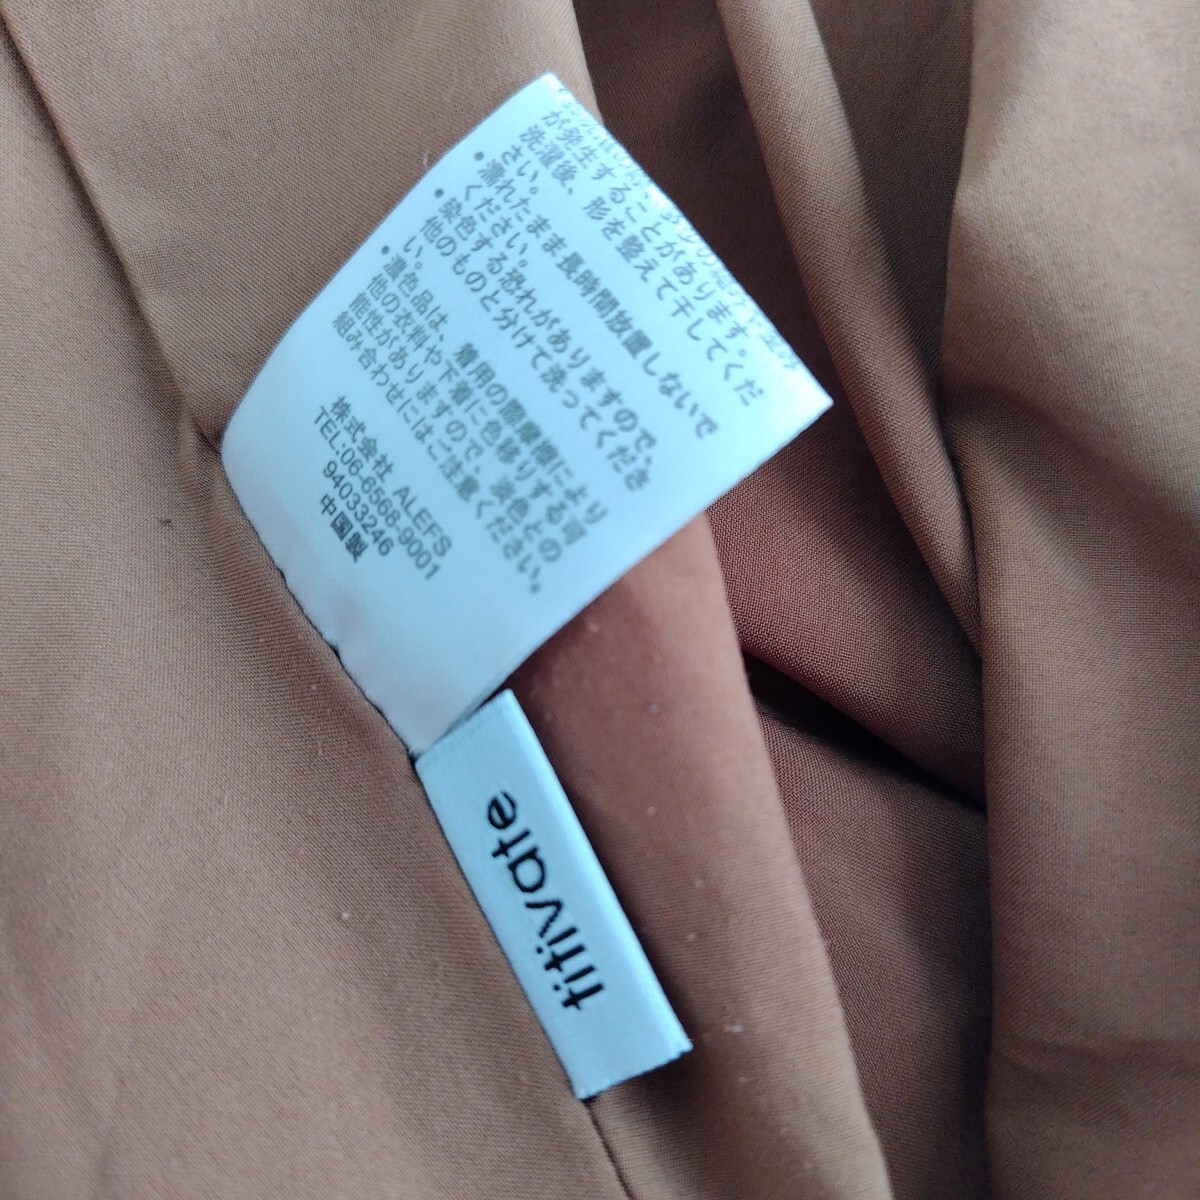 が発生することがあります。
洗濯後、形を整えて干してくだ
さい。
・濡れたまま長時間放置しないで
ください。
・染色する恐れがありますので、
他のものと分けて洗ってくださ
い。
・濃色品は、着用の際摩擦により
他の衣料や下着に色移りする可
能性がありますので、淡色との
組み合わせにはご注意ください。
株式会社 ALEFS
TEL:06-6568-9001
94033246
中国製
titivate